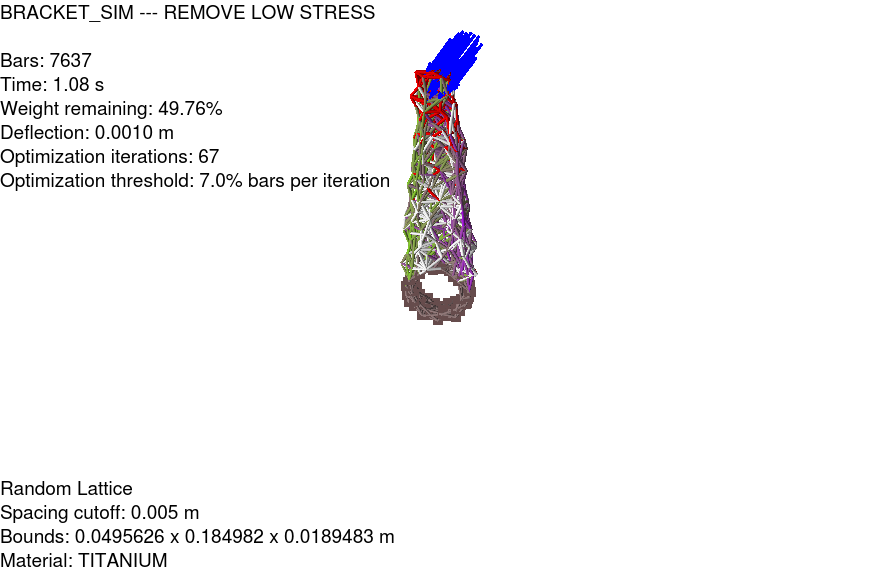 BRACKET_SIM --- REMOVE LOW STRESS
Bars: 7637
Time: 1.08 s
Weight remaining: 49.76%
Deflection: 0.0010 m
Optimization iterations: 67
Optimization threshold: 7.0% bars per iteration
Random Lattice
Spacing cutoff: 0.005 m
Bounds: 0.0495626 x 0.184982 x 0.0189483 m
Material: TITANIUM